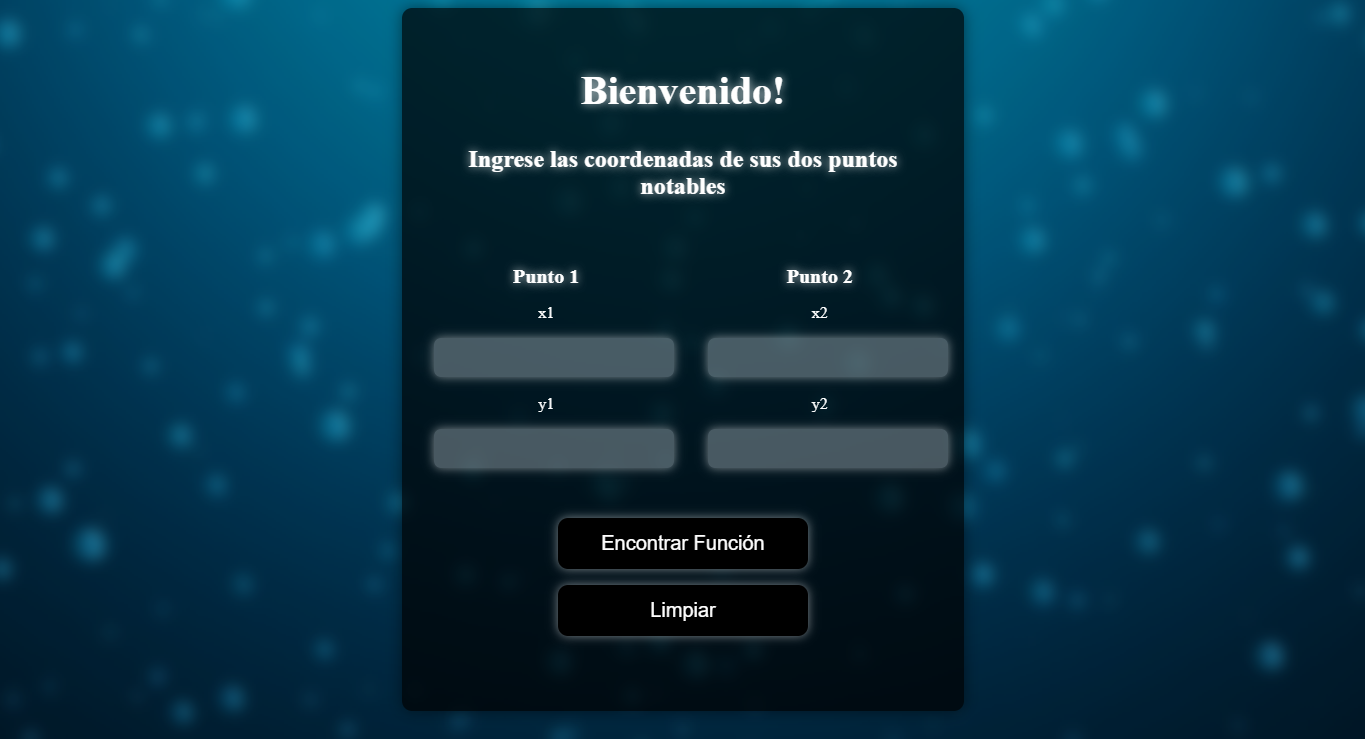 Bienvenido!
Ingrese las coordenadas de sus dos puntos
notables
Punto 1
Punto 2
x1
x2
y1
y2
Encontrar Función
Limpiar